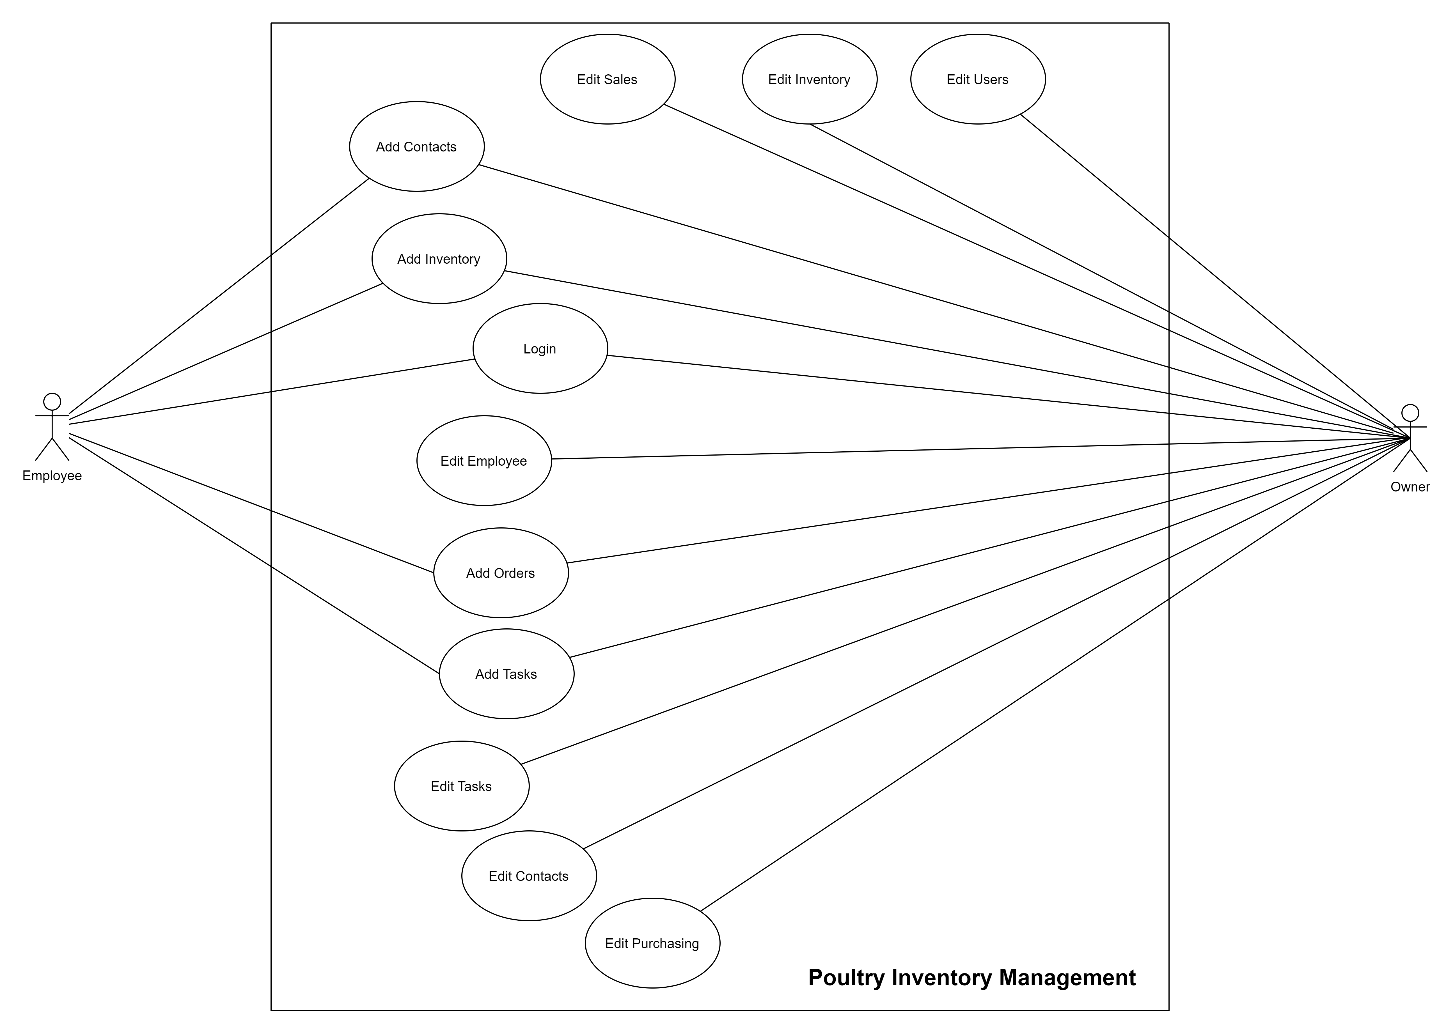 Edit Sales
Edit Inventory
Edit Users
Add Contacts
Add Inventory
Login
Employee
Edit Employee
Owner
Add Orders
Add Tasks
Edit Tasks
Edit Contacts
Edit Purchasing
Poultry Inventory Management